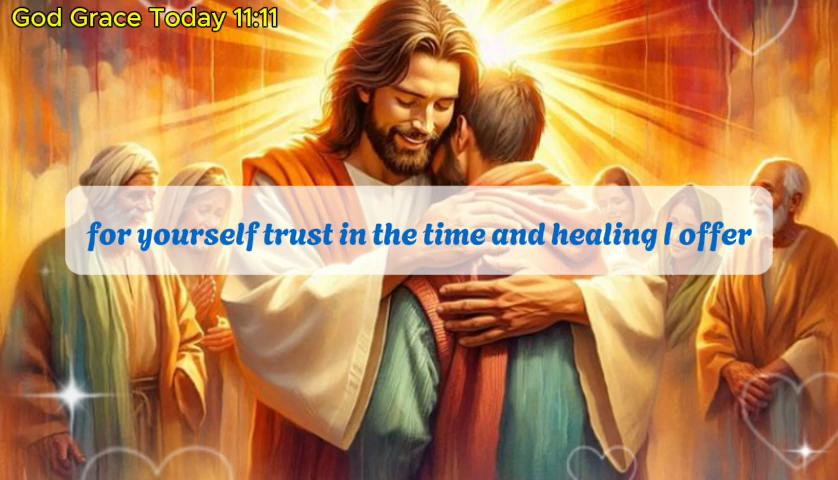 God Grace Today 11:11
for yourself trust in the time and healing I offer